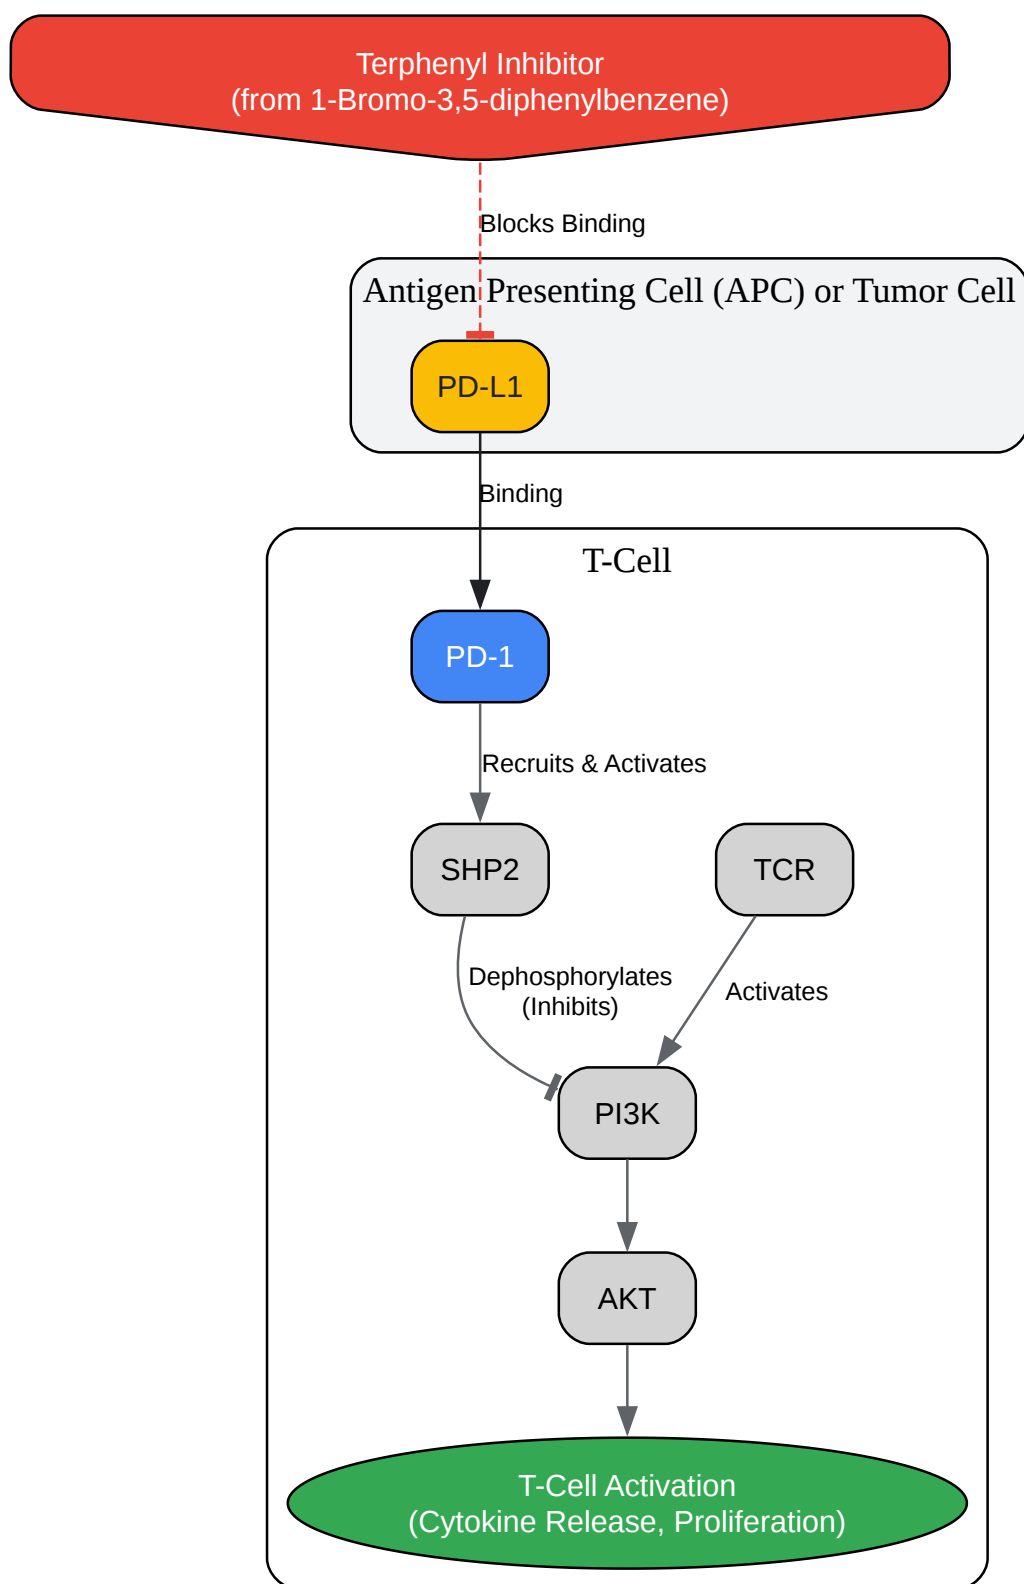 Terphenyl Inhibitor
(from 1-Bromo-3,5-diphenylbenzene)
Blocks Binding
Antigen Presenting Cell (APC) or Tumor Cell
PD-L1
Binding
T-Cell
PD-1
Recruits & Activates
SHP2
TCR
Dephosphorylates
(Inhibits)
Activates
PI3K
AKT
T-Cell Activation
(Cytokine Release, Proliferation)